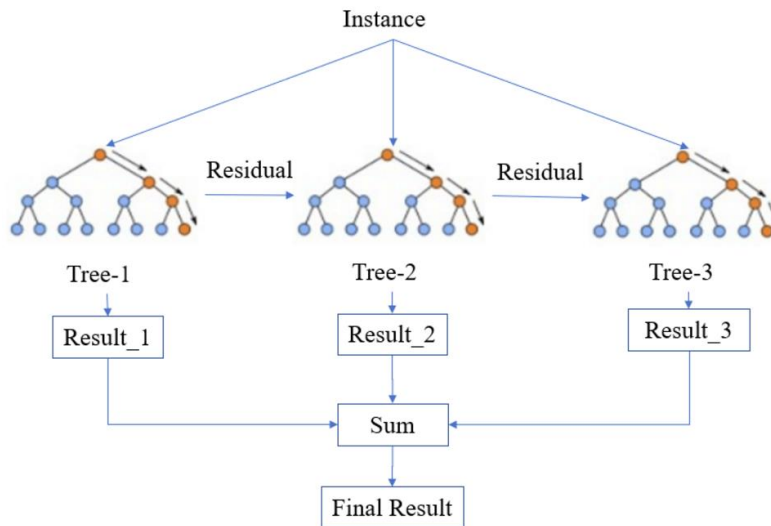 Instance
Residual
Residual
Tree-1
Tree-2
Tree-3
Result_1
Result_2
Result_3
Sum
Final Result